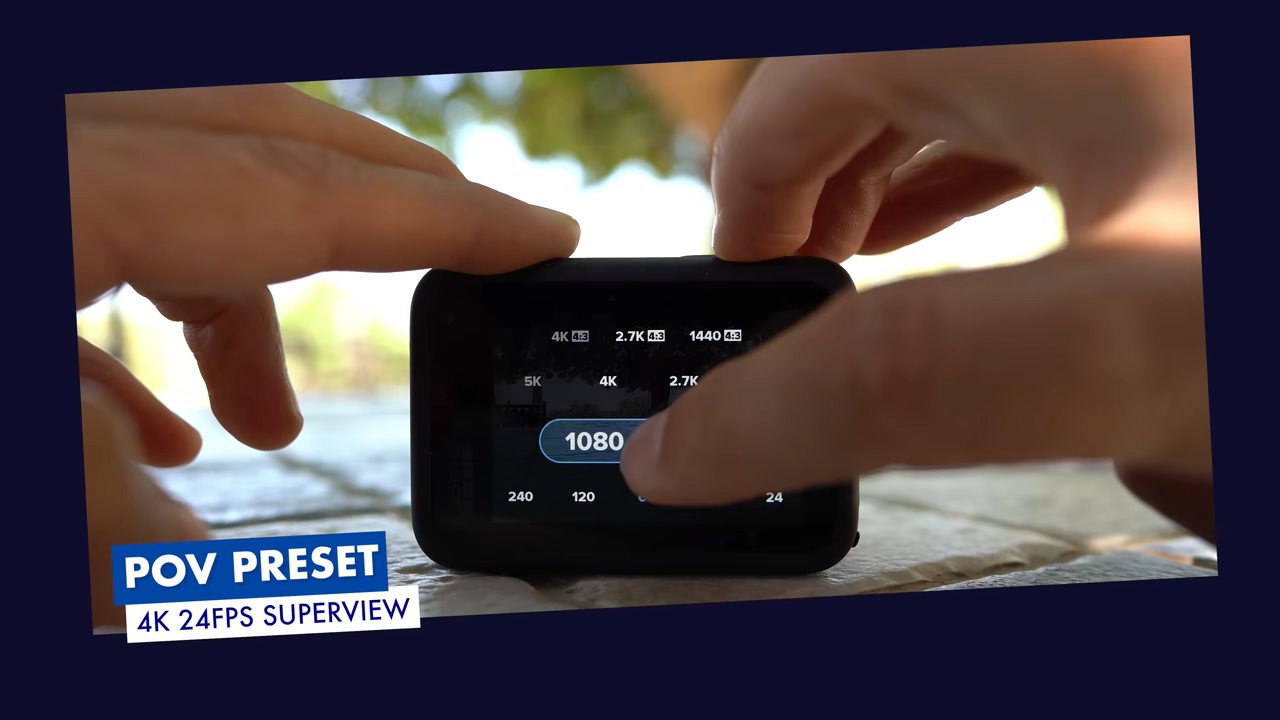 4K 4:3 2.7K 4:3 1440 4:3
5K 4K 2.7K
1080
240 120 24
POV PRESET
4K 24FPS SUPERVIEW